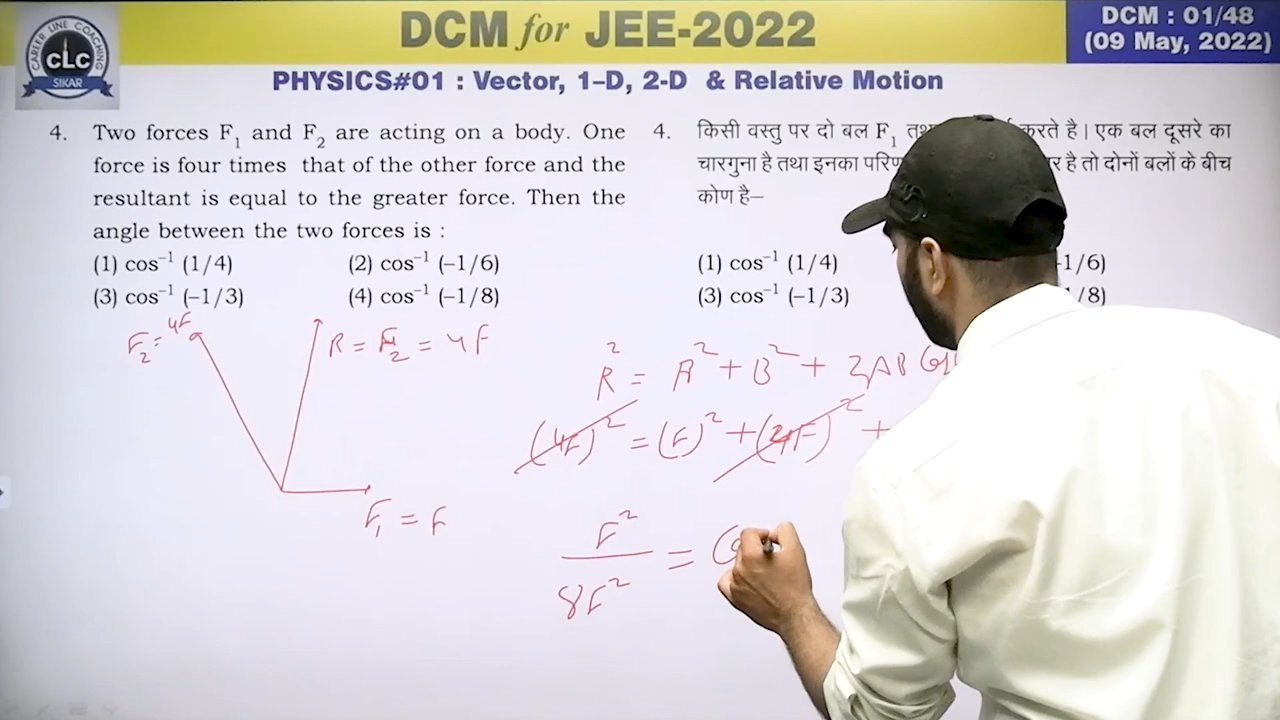 DCM for JEE-2022
DCM : 01/48
(09 May, 2022)
CAREER LINE COACHING
CLC
SIKAR
PHYSICS#01 : Vector, 1–D, 2-D & Relative Motion
4. Two forces F₁ and F₂ are acting on a body. One
force is four times that of the other force and the
resultant is equal to the greater force. Then the
angle between the two forces is :
(1) cos⁻¹ (1/4) (2) cos⁻¹ (–1/6)
(3) cos⁻¹ (–1/3) (4) cos⁻¹ (–1/8)
4. किसी वस्तु पर दो बल F₁ करते है। एक बल दूसरे का
चारगुना है तथा इनका है तो दोनों बलों के बीच
कोण है–
(1) cos⁻¹ (1/4) 1/6)
(3) cos⁻¹ (–1/3) /8)
F₂ = 4F
R = F₂ = 4F
F₁ = F
R² = A² + B² + 2AB
(4F)² = (F)² + (4F)² +
F²/8F² =